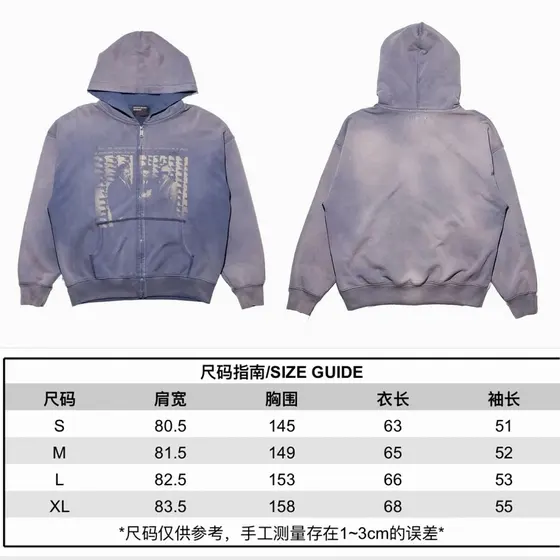 尺码指南/SIZE GUIDE
尺码 肩宽 胸围 衣长 袖长
S 80.5 145 63 51
M 81.5 149 65 52
L 82.5 153 66 53
XL 83.5 158 68 55
*尺码仅供参考，手工测量存在1~3cm的误差*